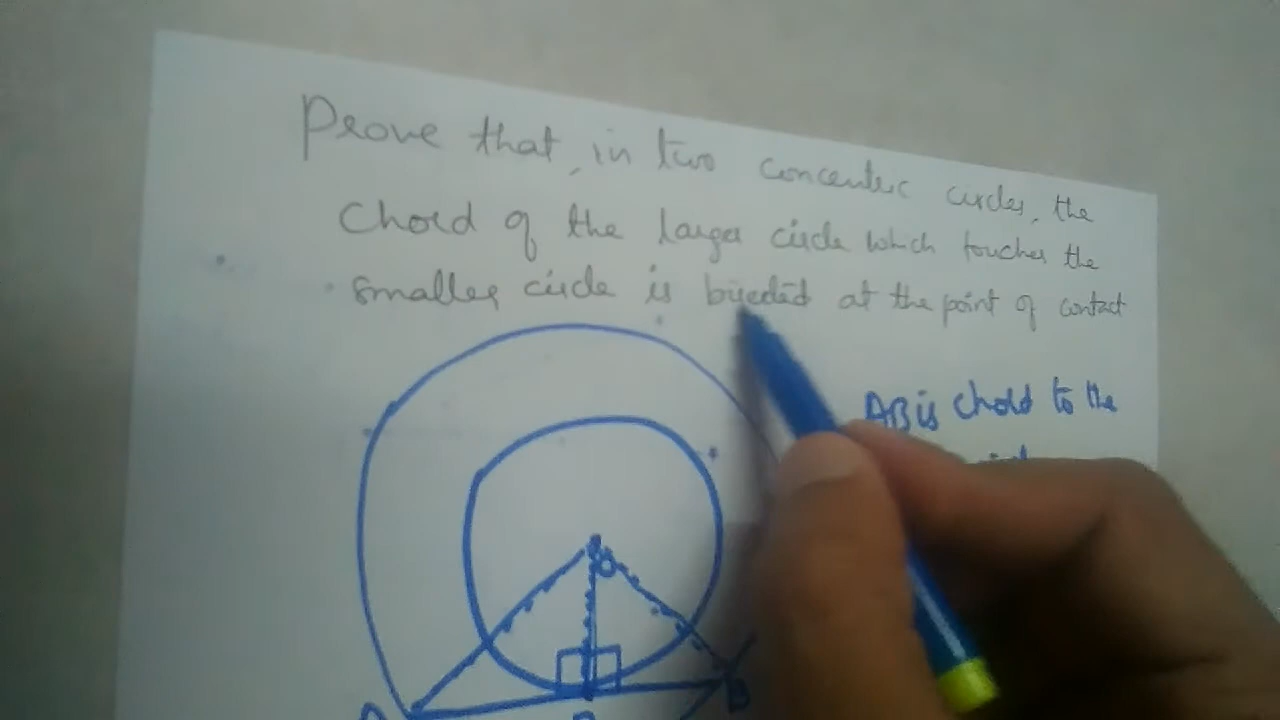 Prove that, in two concentric circles, the
chord of the larger circle which touches the
smaller circle is bisected at the point of contact
AB is chord to the
O
B